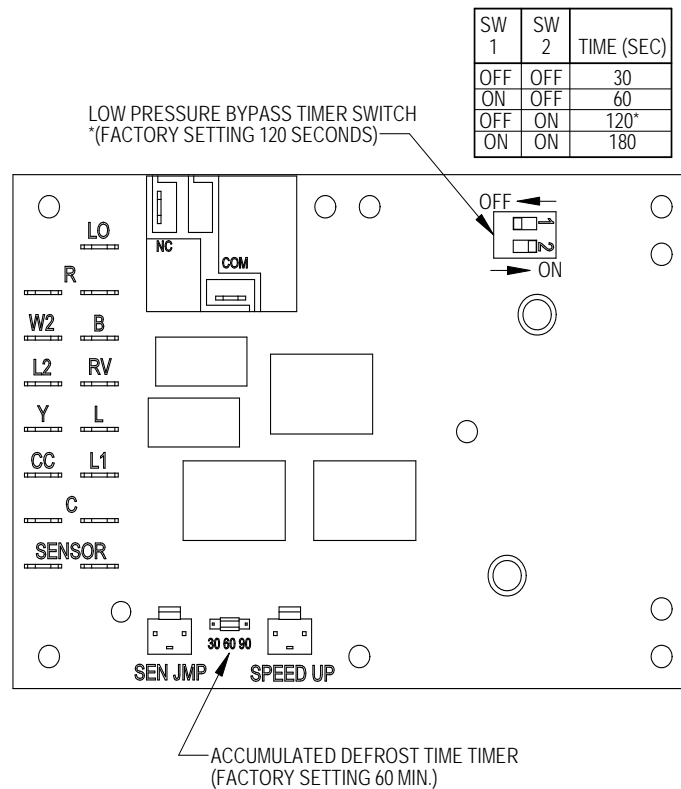 SW 1 SW 2 TIME (SEC)
OFF OFF 30
ON OFF 60
OFF ON 120*
ON ON 180
LOW PRESSURE BYPASS TIMER SWITCH
*(FACTORY SETTING 120 SECONDS)
OFF
1
2
ON
NC
COM
LO
R
W2 B
L2 RV
Y L
CC L1
C
SENSOR
30 60 90
SEN JMP SPEED UP
ACCUMULATED DEFROST TIME TIMER
(FACTORY SETTING 60 MIN.)